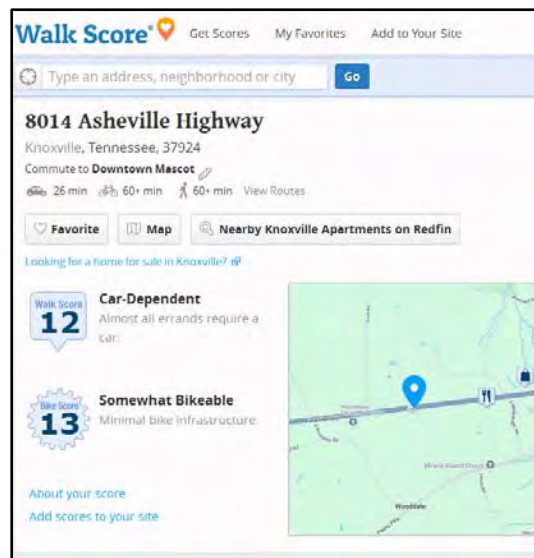 Walk Score® Get Scores My Favorites Add to Your Site
Type an address, neighborhood or city Go
8014 Asheville Highway
Knoxville, Tennessee, 37924
Commute to Downtown Mascot
26 min 60+ min 60+ min View Routes
Favorite Map Nearby Knoxville Apartments on Redfin
Looking for a home for sale in Knoxville?
Walk Score
12
Car-Dependent
Almost all errands require a
car.
Bike Score
13
Somewhat Bikeable
Minimal bike infrastructure.
Wooddale
About your score
Add scores to your site